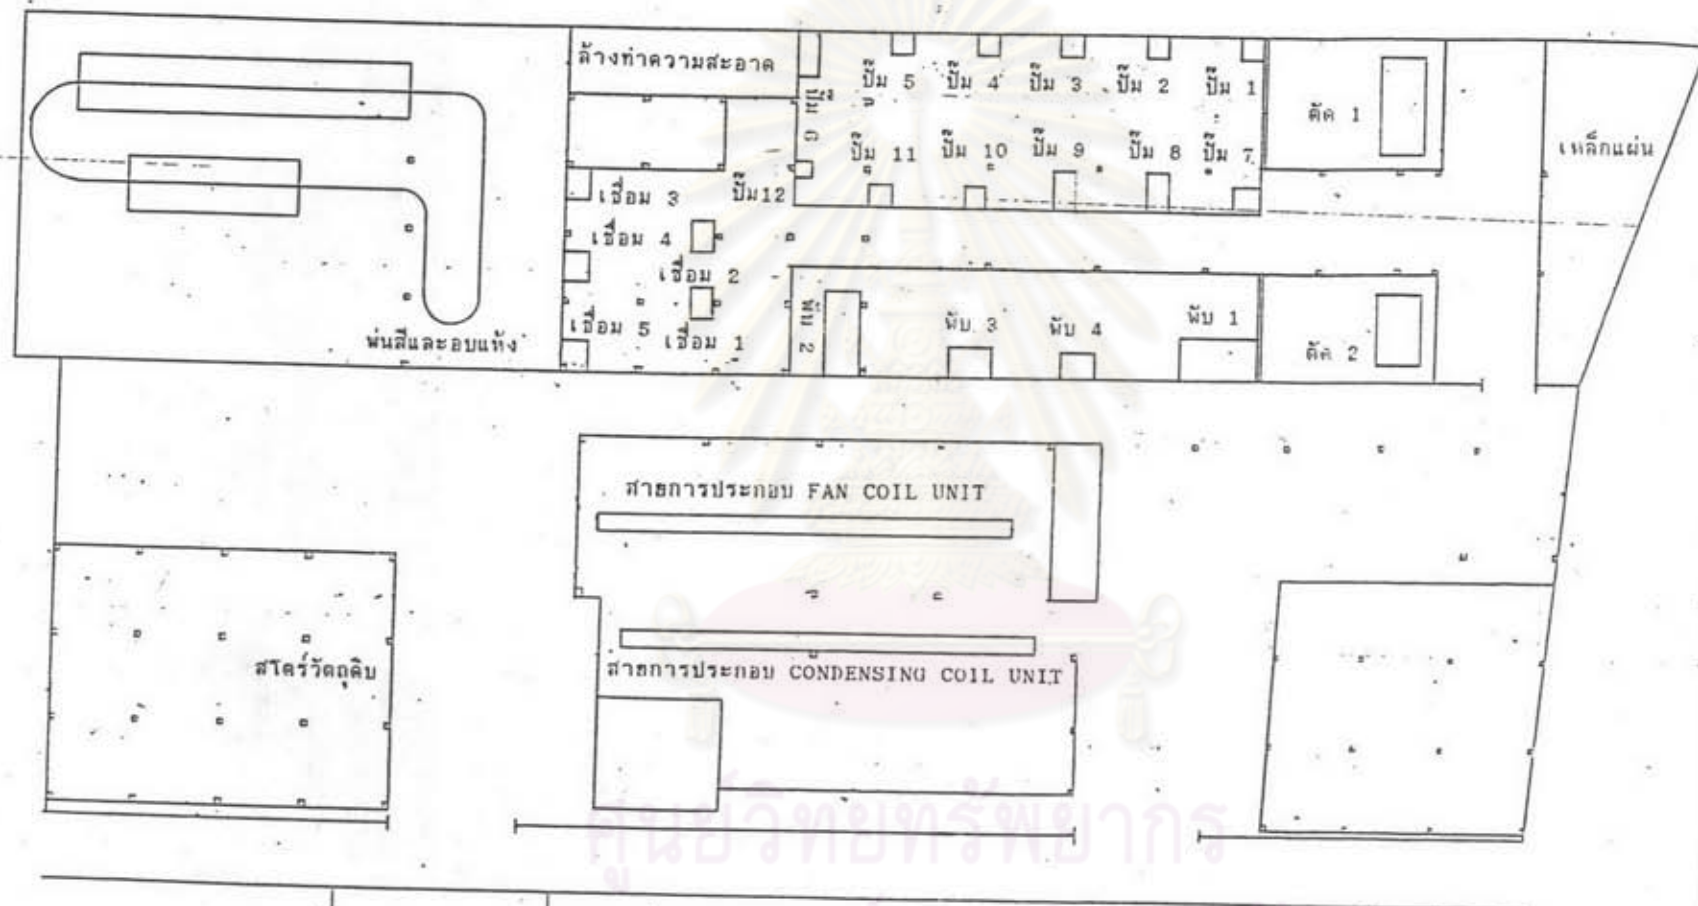 ล้างทำความสะอาด
ปั๊ม 5
ปั๊ม 4
ปั๊ม 3
ปั๊ม 2
ปั๊ม 1
ตัด 1
เหล็กแผ่น
ปั๊ม 6
ปั๊ม 11
ปั๊ม 10
ปั๊ม 9
ปั๊ม 8
ปั๊ม 7
เชื่อม 3
ปั๊ม12
เชื่อม 4
เชื่อม 2
เชื่อม 5
เชื่อม 1
พับ 2
พับ 3
พับ 4
พับ 1
ตัด 2
พ่นสีและอบแห้ง
สายการประกอบ FAN COIL UNIT
สโตร์วัตถุดิบ
สายการประกอบ CONDENSING COIL UNIT
ศูนย์วิทยทรัพยากร